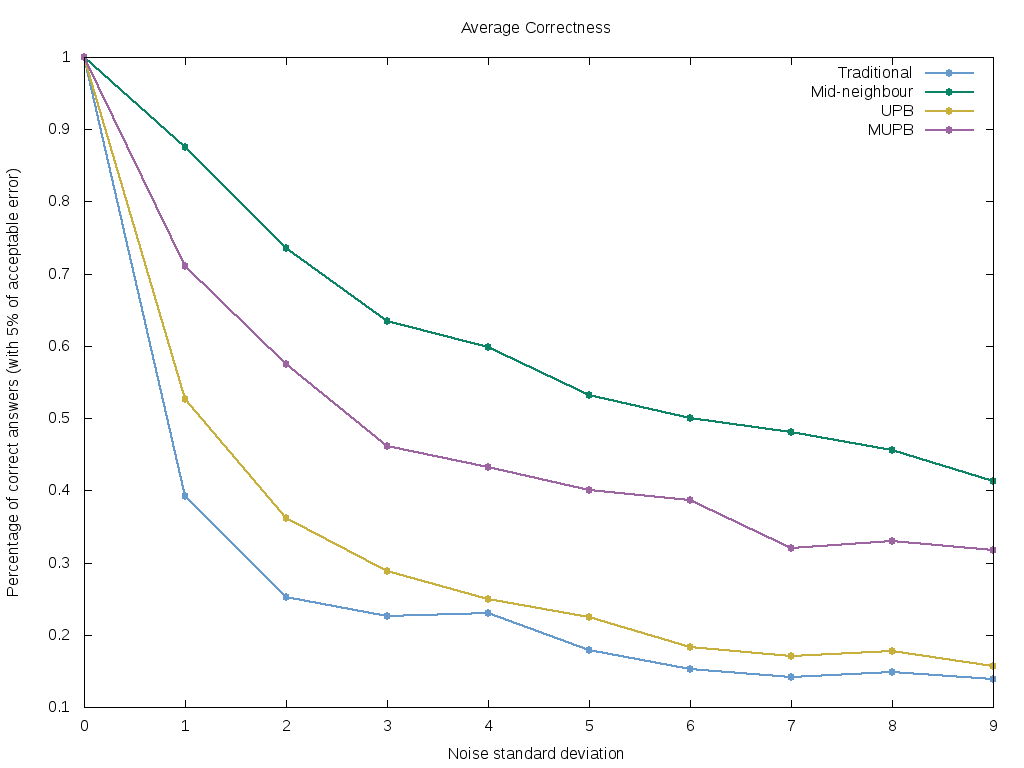 Average Correctness
Traditional
Mid-neighbour
UPB
MUPB
1
0.9
0.8
0.7
0.6
0.5
0.4
0.3
0.2
0.1
Percentage of correct answers (with 5% of acceptable error)
0 1 2 3 4 5 6 7 8 9
Noise standard deviation